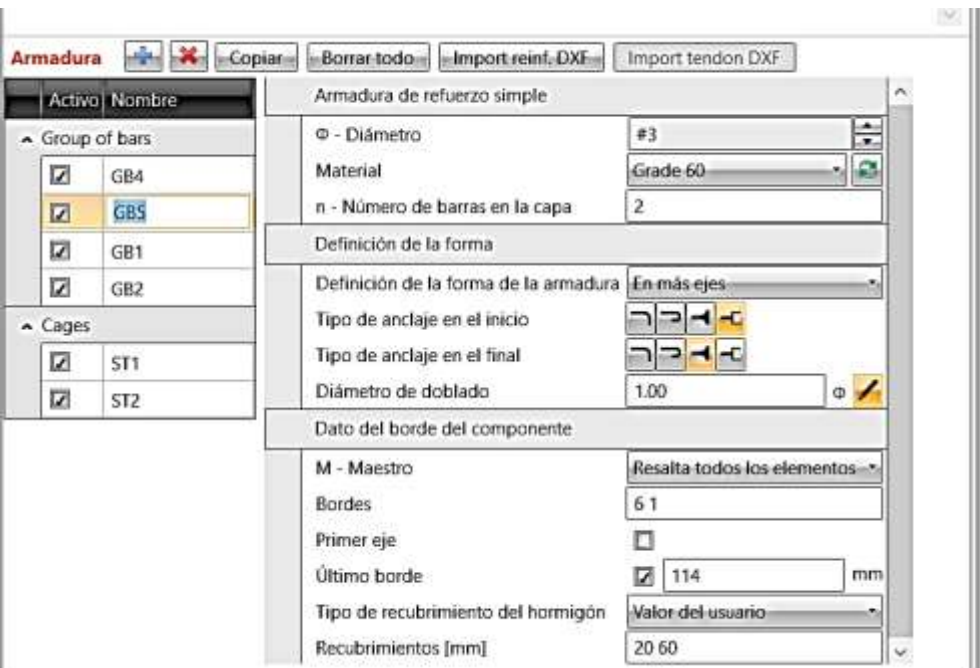 Armadura Copiar Borrar todo Import reinf. DXF Import tendon DXF
Activo Nombre
Group of bars
GB4
GB5
GB1
GB2
Cages
ST1
ST2
Armadura de refuerzo simple
Φ - Diámetro #3
Material Grade 60
n - Número de barras en la capa 2
Definición de la forma
Definición de la forma de la armadura En más ejes
Tipo de anclaje en el inicio
Tipo de anclaje en el final
Diámetro de doblado 1.00 Φ
Dato del borde del componente
M - Maestro Resalta todos los elementos
Bordes 6 1
Primer eje
Último borde 114 mm
Tipo de recubrimiento del hormigón Valor del usuario
Recubrimientos [mm] 20 60